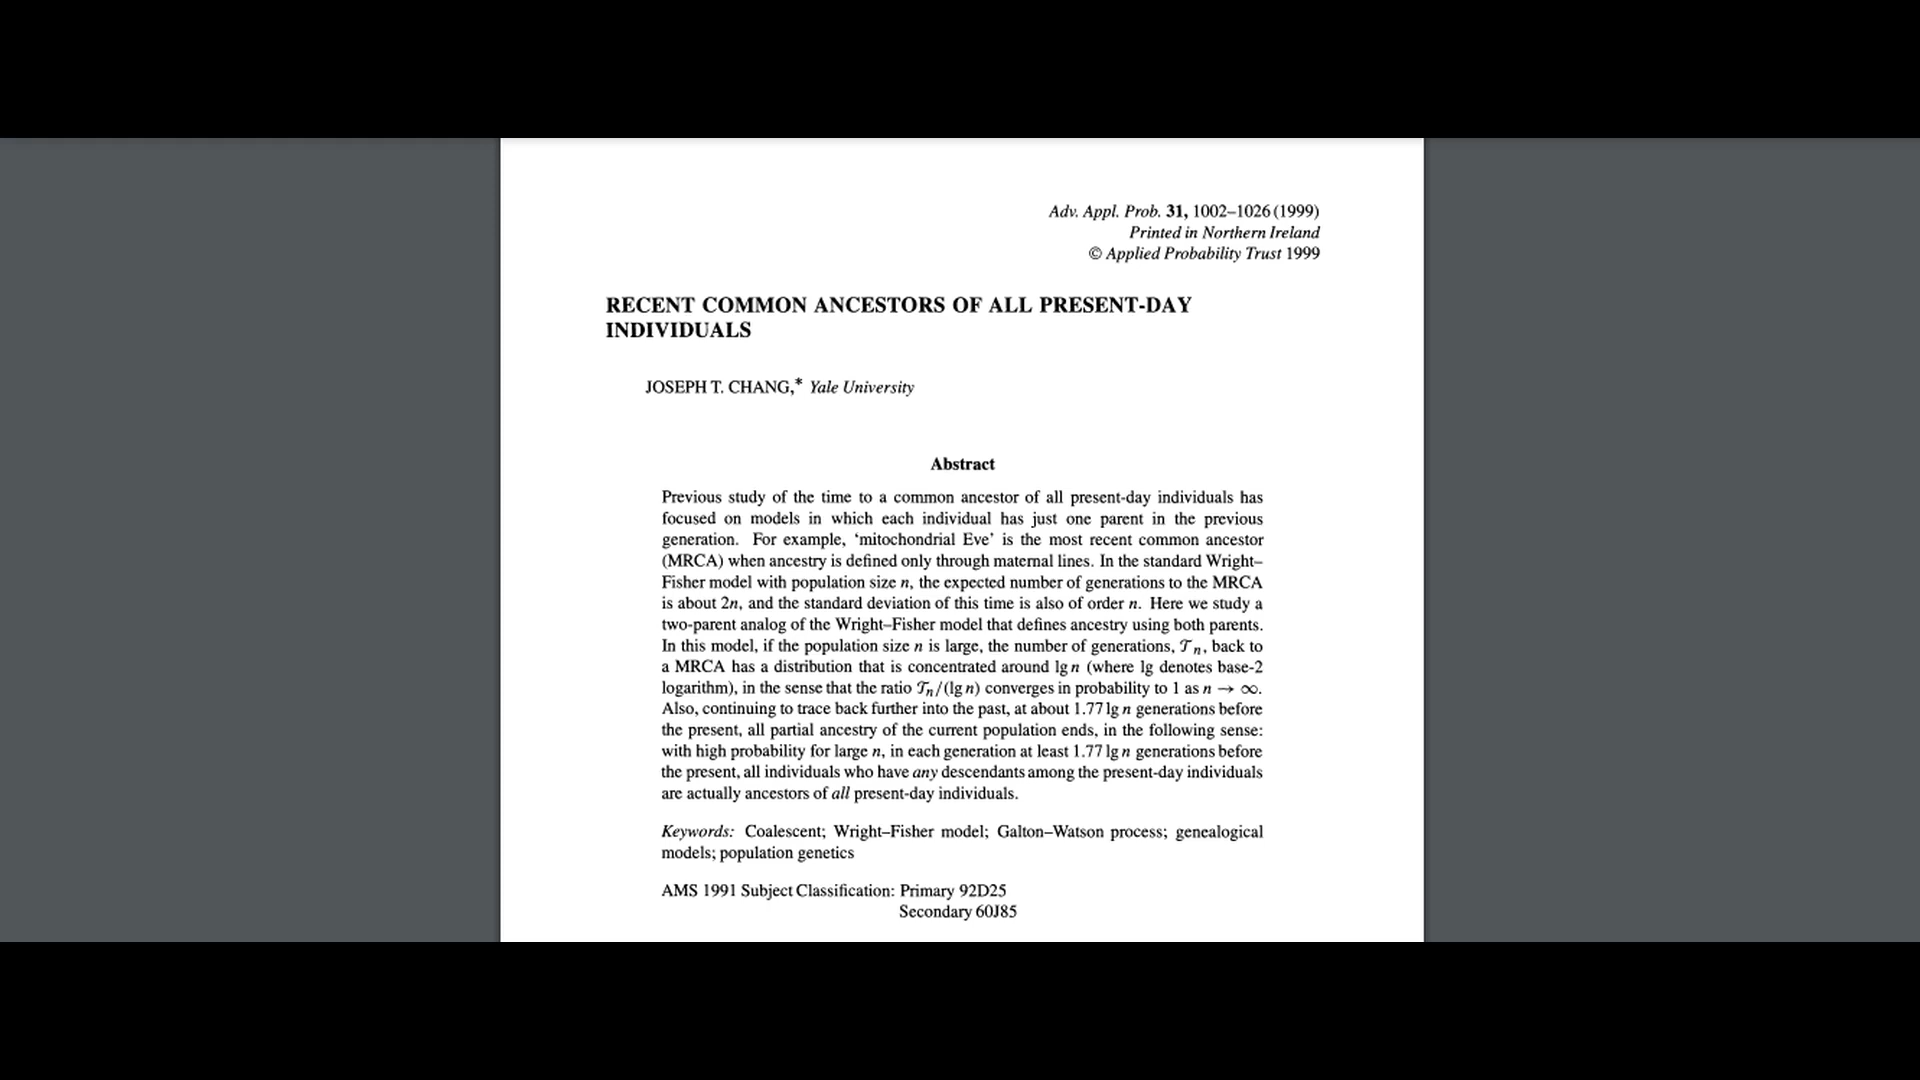 Adv. Appl. Prob. 31, 1002–1026 (1999)
Printed in Northern Ireland
© Applied Probability Trust 1999
RECENT COMMON ANCESTORS OF ALL PRESENT-DAY
INDIVIDUALS
JOSEPH T. CHANG,* Yale University
Abstract
Previous study of the time to a common ancestor of all present-day individuals has
focused on models in which each individual has just one parent in the previous
generation. For example, ‘mitochondrial Eve’ is the most recent common ancestor
(MRCA) when ancestry is defined only through maternal lines. In the standard Wright–
Fisher model with population size n, the expected number of generations to the MRCA
is about 2n, and the standard deviation of this time is also of order n. Here we study a
two-parent analog of the Wright–Fisher model that defines ancestry using both parents.
In this model, if the population size n is large, the number of generations, 𝒯n, back to
a MRCA has a distribution that is concentrated around lg n (where lg denotes base-2
logarithm), in the sense that the ratio 𝒯n/(lg n) converges in probability to 1 as n → ∞.
Also, continuing to trace back further into the past, at about 1.77 lg n generations before
the present, all partial ancestry of the current population ends, in the following sense:
with high probability for large n, in each generation at least 1.77 lg n generations before
the present, all individuals who have any descendants among the present-day individuals
are actually ancestors of all present-day individuals.
Keywords: Coalescent; Wright–Fisher model; Galton–Watson process; genealogical
models; population genetics
AMS 1991 Subject Classification: Primary 92D25
Secondary 60J85